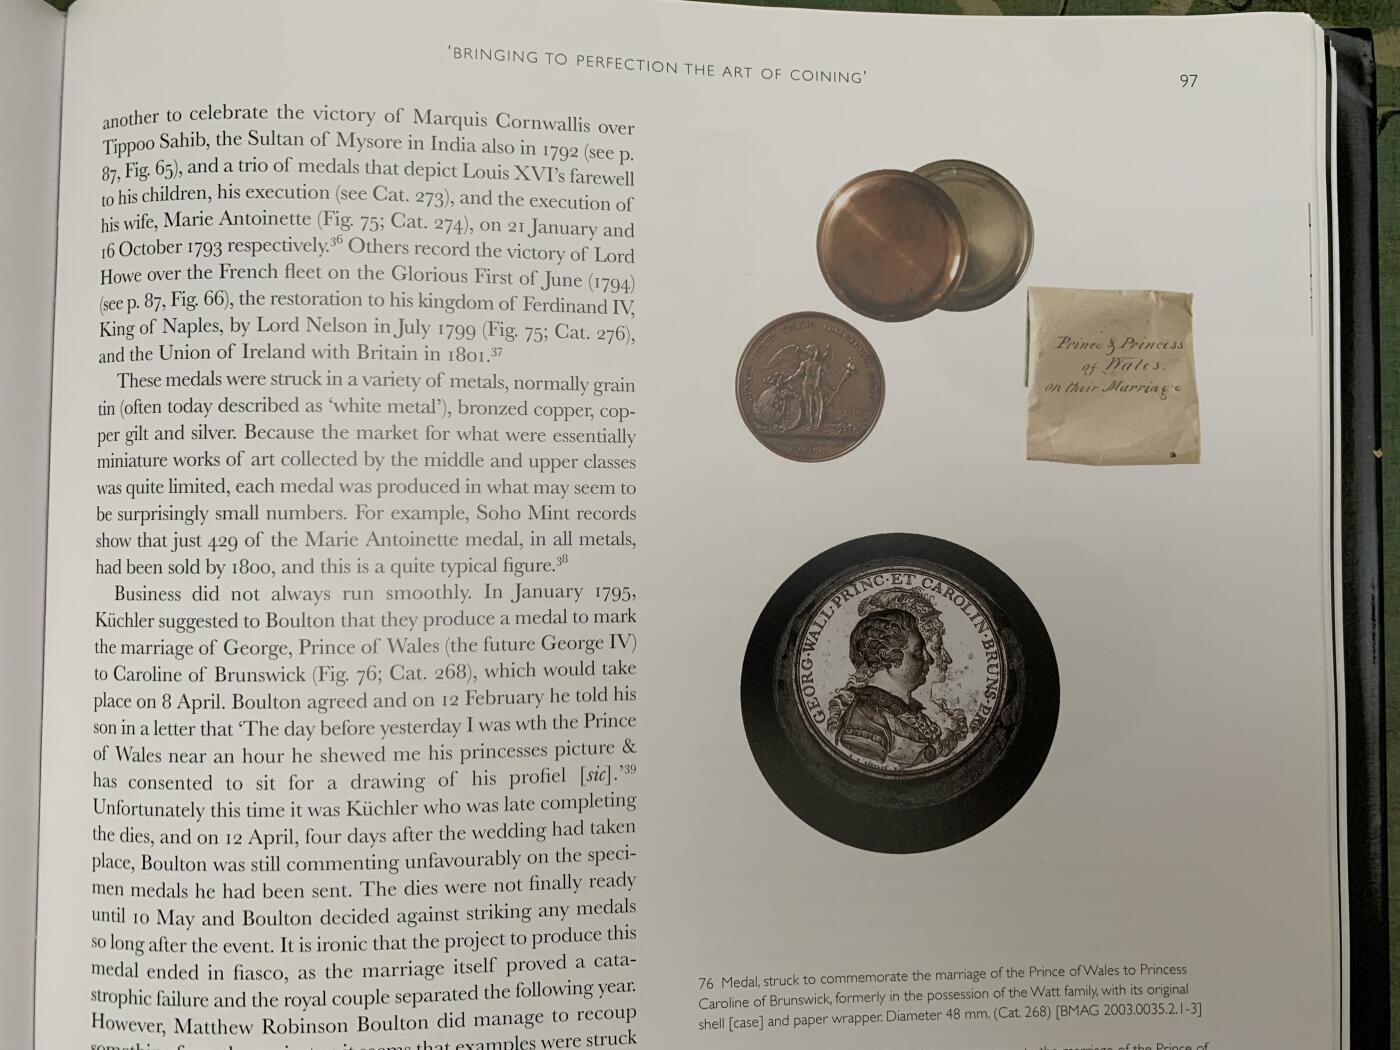 'BRINGING TO PERFECTION THE ART OF COINING'
97
another to celebrate the victory of Marquis Cornwallis over
Tippoo Sahib, the Sultan of Mysore in India also in 1792 (see p.
87, Fig. 65), and a trio of medals that depict Louis XVI's farewell
to his children, his execution (see Cat. 273), and the execution of
his wife, Marie Antoinette (Fig. 75; Cat. 274), on 21 January and
16 October 1793 respectively.36 Others record the victory of Lord
Howe over the French fleet on the Glorious First of June (1794)
(see p. 87, Fig. 66), the restoration to his kingdom of Ferdinand IV,
King of Naples, by Lord Nelson in July 1799 (Fig. 75; Cat. 276),
and the Union of Ireland with Britain in 1801.37
These medals were struck in a variety of metals, normally grain
tin (often today described as 'white metal'), bronzed copper, cop-
per gilt and silver. Because the market for what were essentially
miniature works of art collected by the middle and upper classes
was quite limited, each medal was produced in what may seem to
be surprisingly small numbers. For example, Soho Mint records
show that just 429 of the Marie Antoinette medal, in all metals,
had been sold by 1800, and this is a quite typical figure.38
Business did not always run smoothly. In January 1795,
Küchler suggested to Boulton that they produce a medal to mark
the marriage of George, Prince of Wales (the future George IV)
to Caroline of Brunswick (Fig. 76; Cat. 268), which would take
place on 8 April. Boulton agreed and on 12 February he told his
son in a letter that 'The day before yesterday I was wth the Prince
of Wales near an hour he shewed me his princesses picture &
has consented to sit for a drawing of his profiel [sic].'39
Unfortunately this time it was Küchler who was late completing
the dies, and on 12 April, four days after the wedding had taken
place, Boulton was still commenting unfavourably on the speci-
men medals he had been sent. The dies were not finally ready
until 10 May and Boulton decided against striking any medals
so long after the event. It is ironic that the project to produce this
medal ended in fiasco, as the marriage itself proved a cata-
strophic failure and the royal couple separated the following year.
However, Matthew Robinson Boulton did manage to recoup
that examples were struck
Prince & Princess
of Wales.
on their Marriage
GEORG·WALL·PRINC·ET CAROLIN·BRUNS·
76 Medal, struck to commemorate the marriage of the Prince of Wales to Princess
Caroline of Brunswick, formerly in the possession of the Watt family, with its original
shell [case] and paper wrapper. Diameter 48 mm. (Cat. 268) [BMAG 2003.0035.2.1-3]
marriage of the Prince of